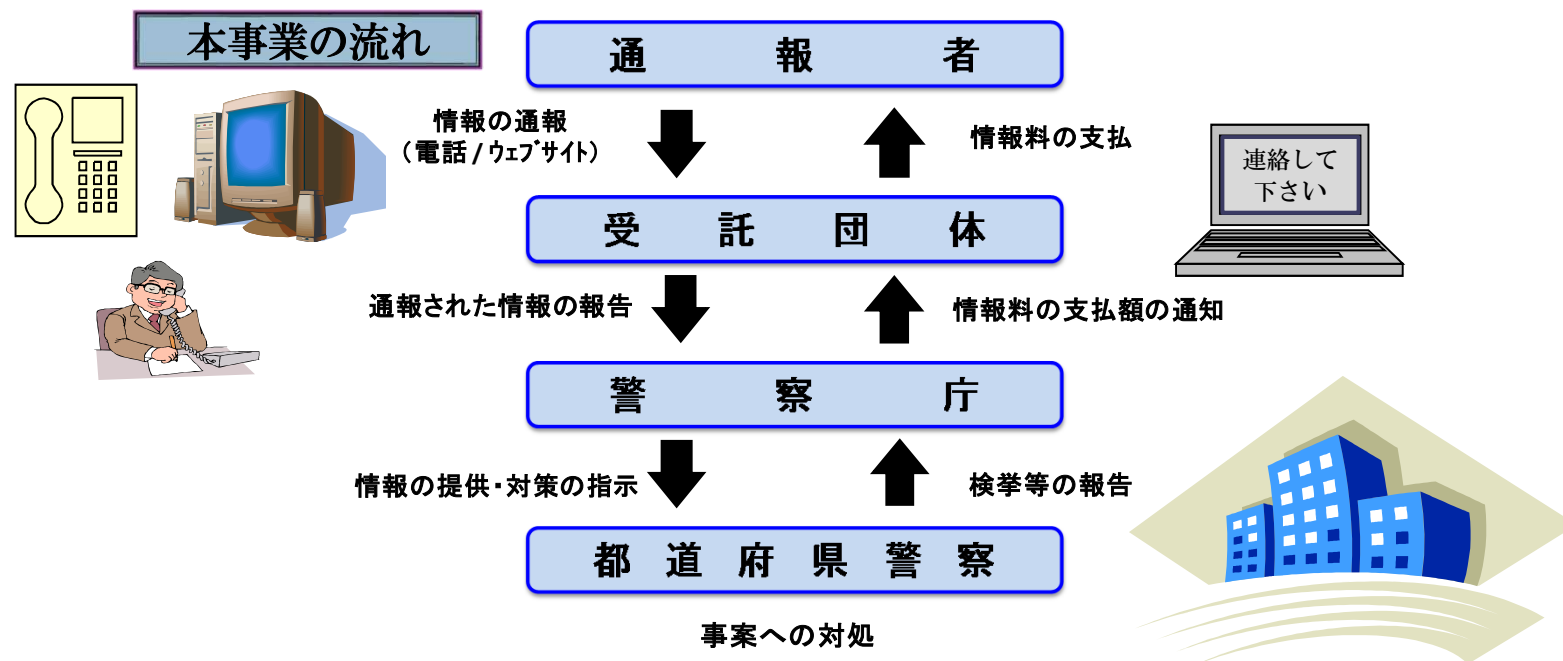 本事業の流れ
通報者
情報の通報
（電話/ｳｪﾌﾞｻｲﾄ）
情報料の支払
連絡して
下さい
受託団体
通報された情報の報告
情報料の支払額の通知
警察庁
情報の提供・対策の指示
検挙等の報告
都道府県警察
事案への対処